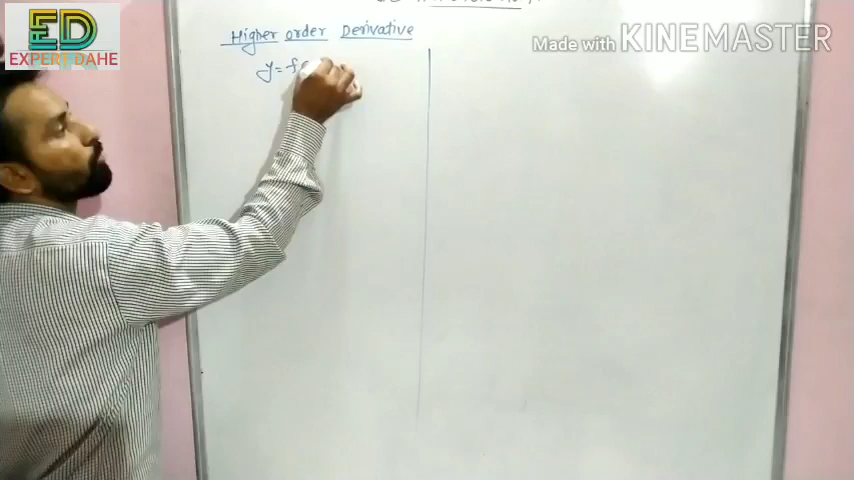 ED
EXPERT DAHE
Made with KINEMASTER
Higher order Derivative
y = f(